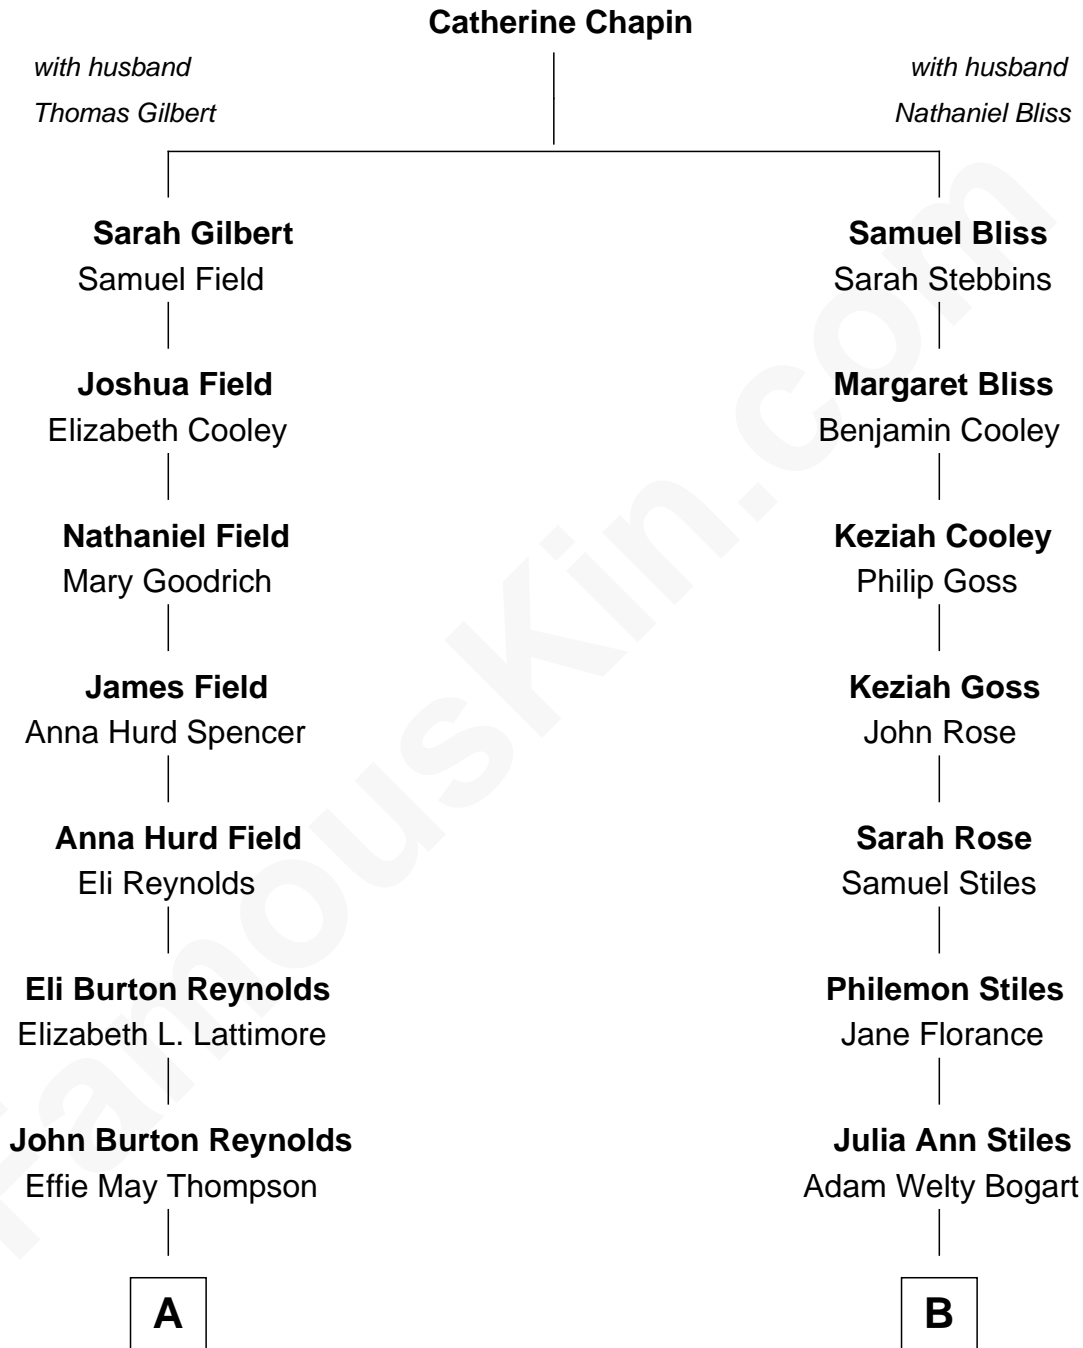 Catherine Chapin
with husband
Thomas Gilbert
with husband
Nathaniel Bliss
Sarah Gilbert
Samuel Field
Samuel Bliss
Sarah Stebbins
Joshua Field
Elizabeth Cooley
Margaret Bliss
Benjamin Cooley
Nathaniel Field
Mary Goodrich
Keziah Cooley
Philip Goss
James Field
Anna Hurd Spencer
Keziah Goss
John Rose
Anna Hurd Field
Eli Reynolds
Sarah Rose
Samuel Stiles
Eli Burton Reynolds
Elizabeth L. Lattimore
Philemon Stiles
Jane Florance
John Burton Reynolds
Effie May Thompson
Julia Ann Stiles
Adam Welty Bogart
A
B
FamousKin.com